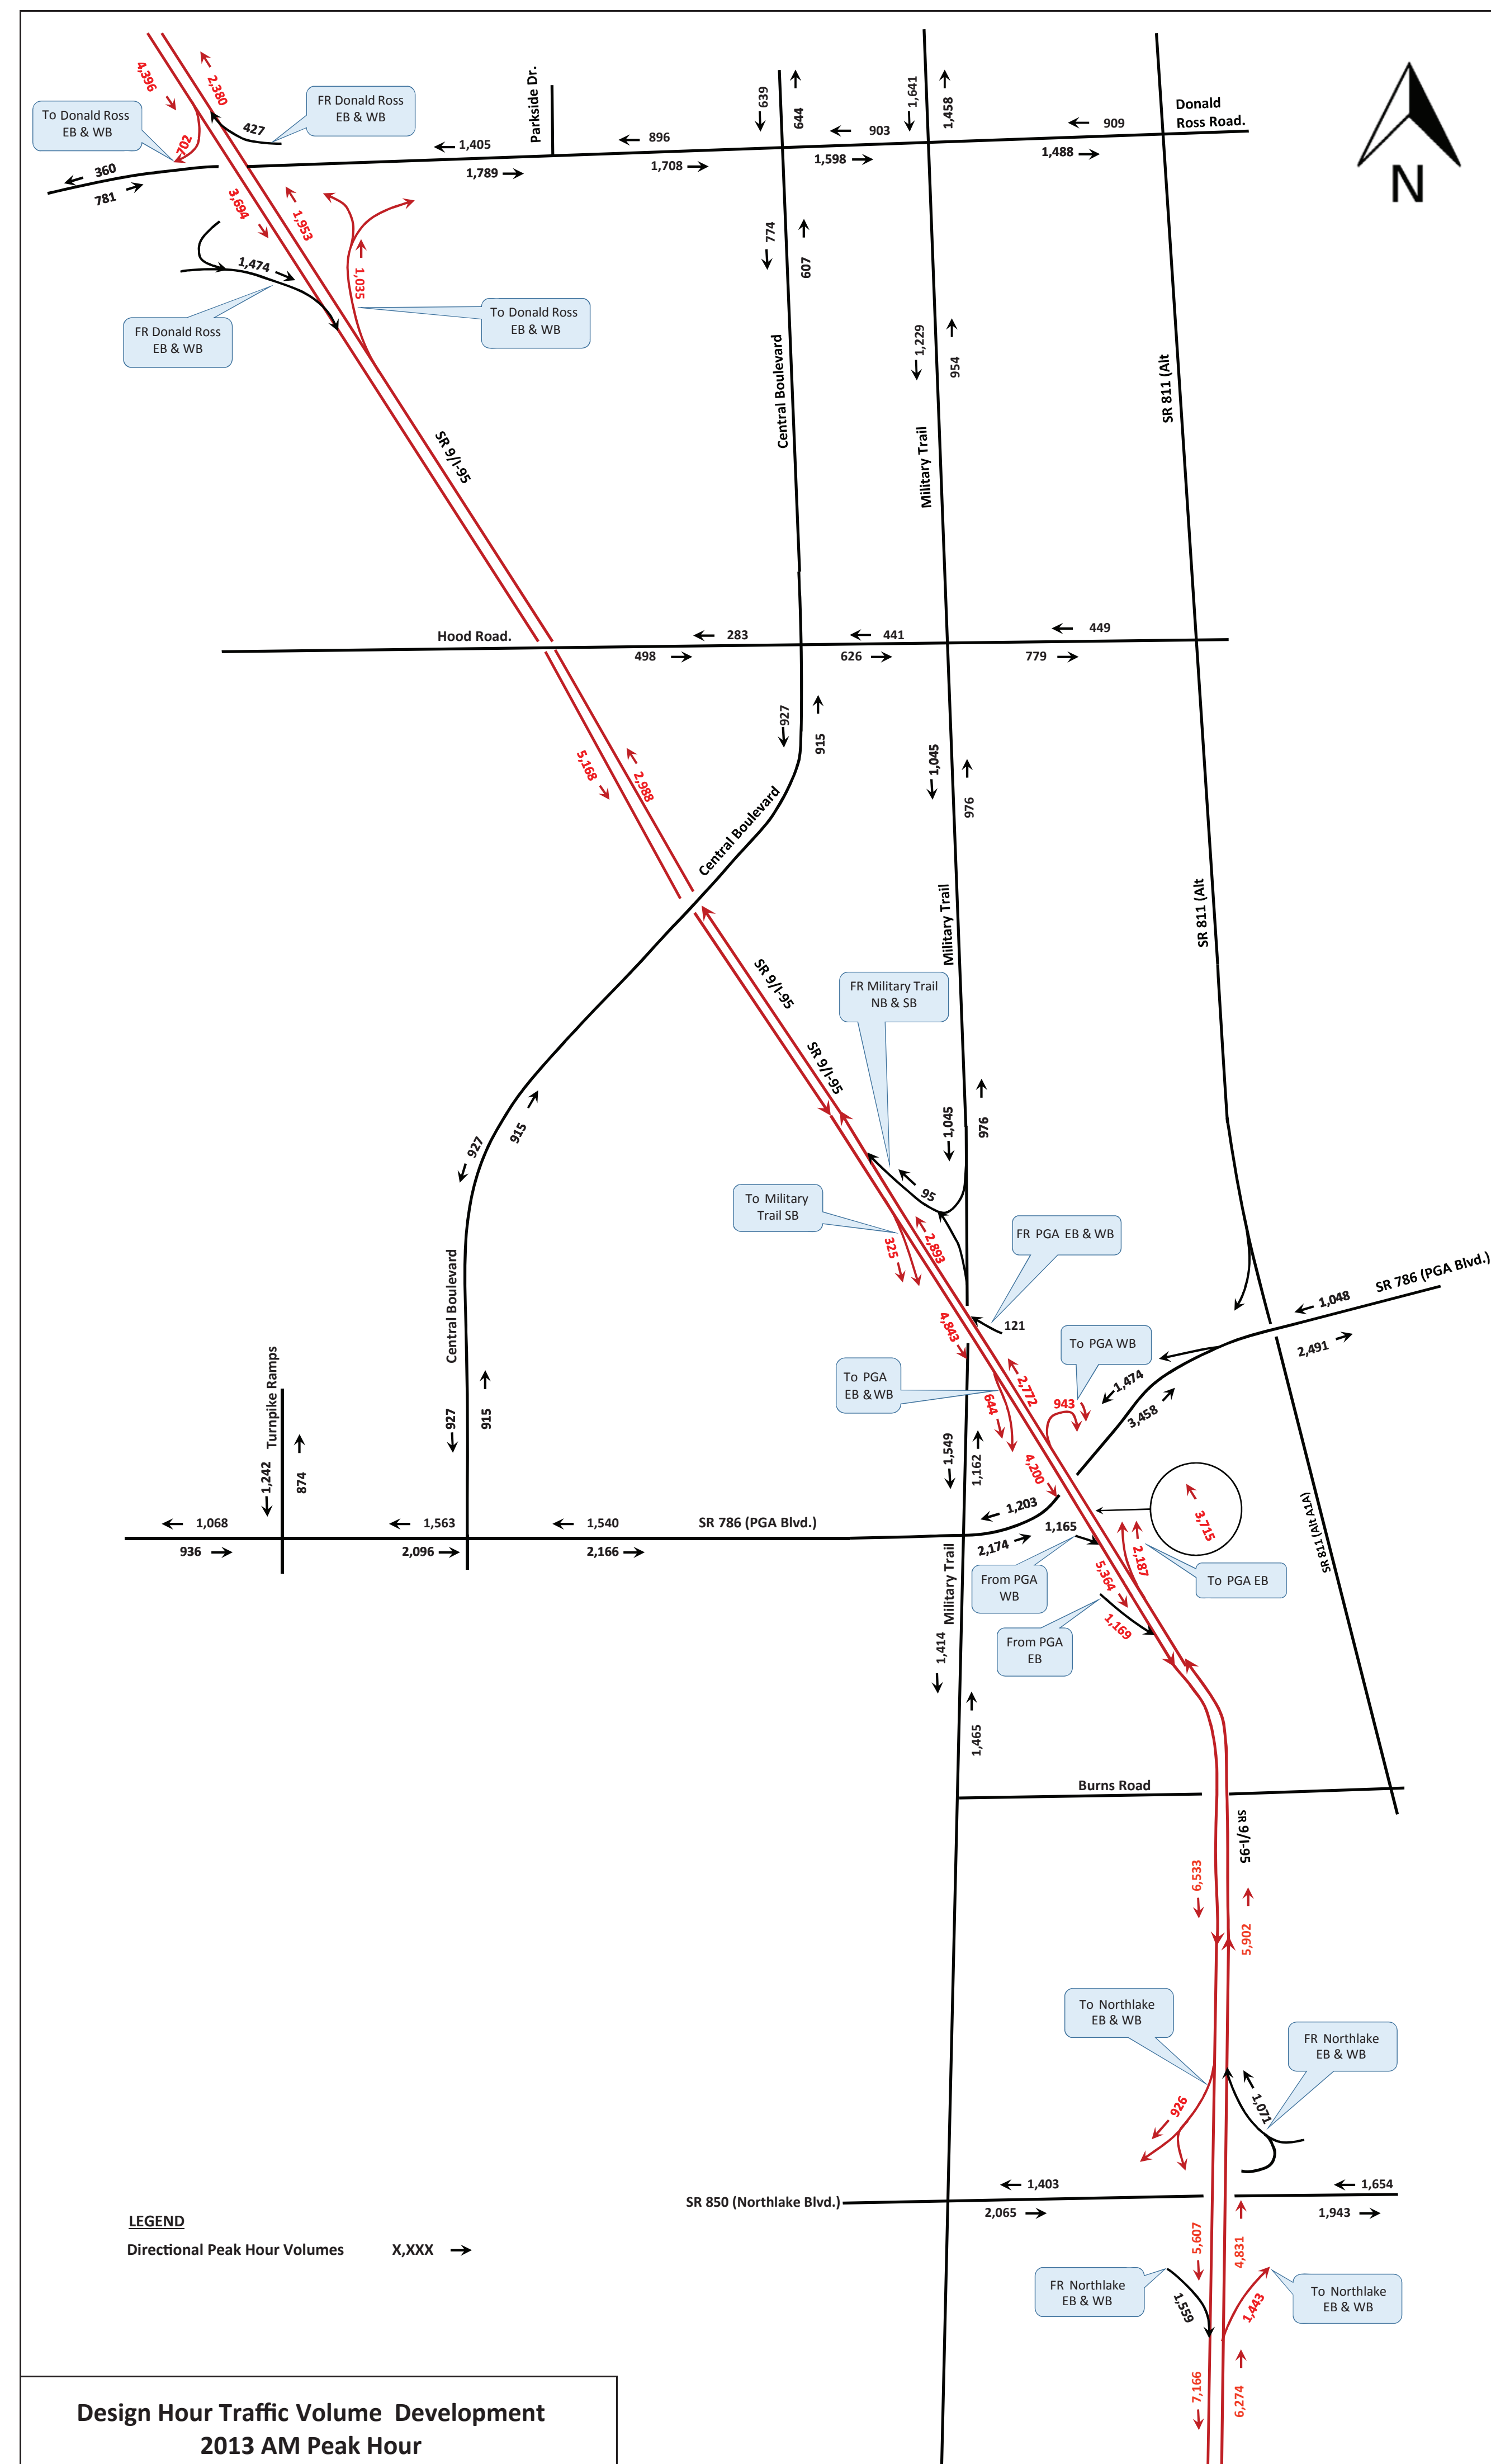 4,396
2,380
To Donald Ross
EB & WB
FR Donald Ross
EB & WB
702
427
360
781
3,694
1,953
1,405
1,789
Parkside Dr.
896
1,708
639
644
903
1,598
1,641
1,458
909
1,488
Donald
Ross Road.
N
1,474
1,035
FR Donald Ross
EB & WB
To Donald Ross
EB & WB
774
607
1,229
954
Central Boulevard
Military Trail
SR 811 (Alt
SR 9/I-95
Hood Road.
283
498
441
626
449
779
927
915
1,045
976
5,168
2,988
Central Boulevard
Military Trail
SR 811 (Alt
SR 9/I-95
SR 9/I-95
FR Military Trail
NB & SB
1,045
976
927
915
95
To Military
Trail SB
325
2,893
FR PGA EB & WB
121
4,843
To PGA WB
1,048
SR 786 (PGA Blvd.)
2,491
Central Boulevard
Turnpike Ramps
To PGA
EB & WB
2,772
644
943
1,474
3,458
927
915
1,242
874
1,549
1,162
4,200
1,203
2,174
1,165
3,715
SR 811 (Alt A1A)
1,068
936
1,563
2,096
1,540
2,166
SR 786 (PGA Blvd.)
From PGA
WB
5,364
2,187
To PGA EB
Military Trail
1,169
From PGA
EB
1,414
1,465
Burns Road
SR 9/I-95
6,533
5,902
To Northlake
EB & WB
FR Northlake
EB & WB
926
1,071
1,403
2,065
1,654
1,943
SR 850 (Northlake Blvd.)
LEGEND
Directional Peak Hour Volumes X,XXX
5,607
4,831
FR Northlake
EB & WB
1,559
1,443
To Northlake
EB & WB
7,166
6,274
Design Hour Traffic Volume Development
2013 AM Peak Hour